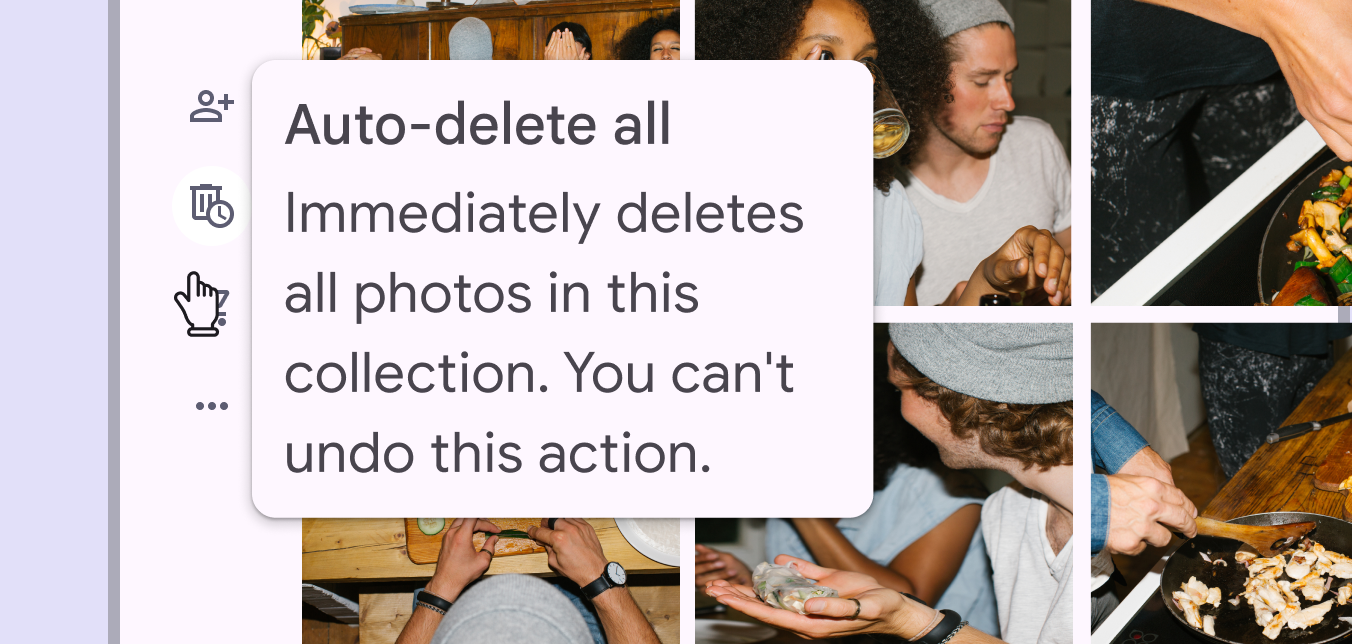 Auto-delete all
Immediately deletes
all photos in this
collection. You can't
undo this action.